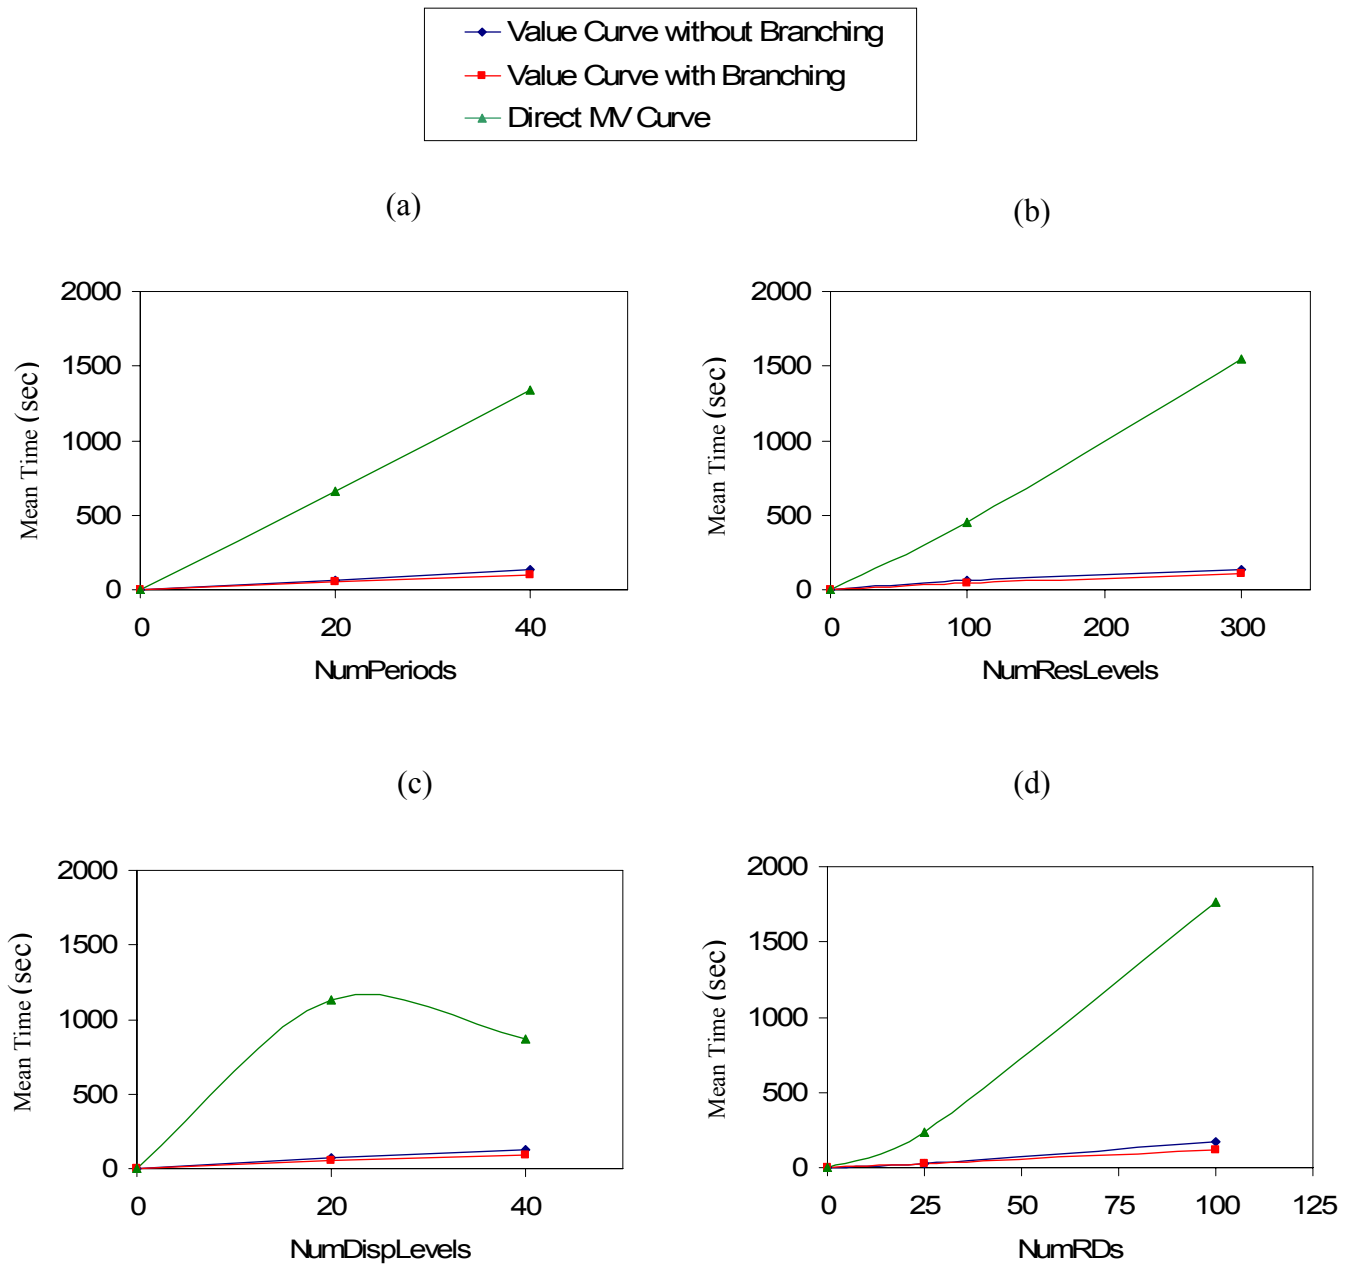 Value Curve without Branching
Value Curve with Branching
Direct MV Curve
(a)
2000
1500
1000
500
0
0 20 40
Mean Time (sec)
NumPeriods
(b)
2000
1500
1000
500
0
0 100 200 300
Mean Time (sec)
NumResLevels
(c)
2000
1500
1000
500
0
0 20 40
Mean Time (sec)
NumDispLevels
(d)
2000
1500
1000
500
0
0 25 50 75 100 125
Mean Time (sec)
NumRDs